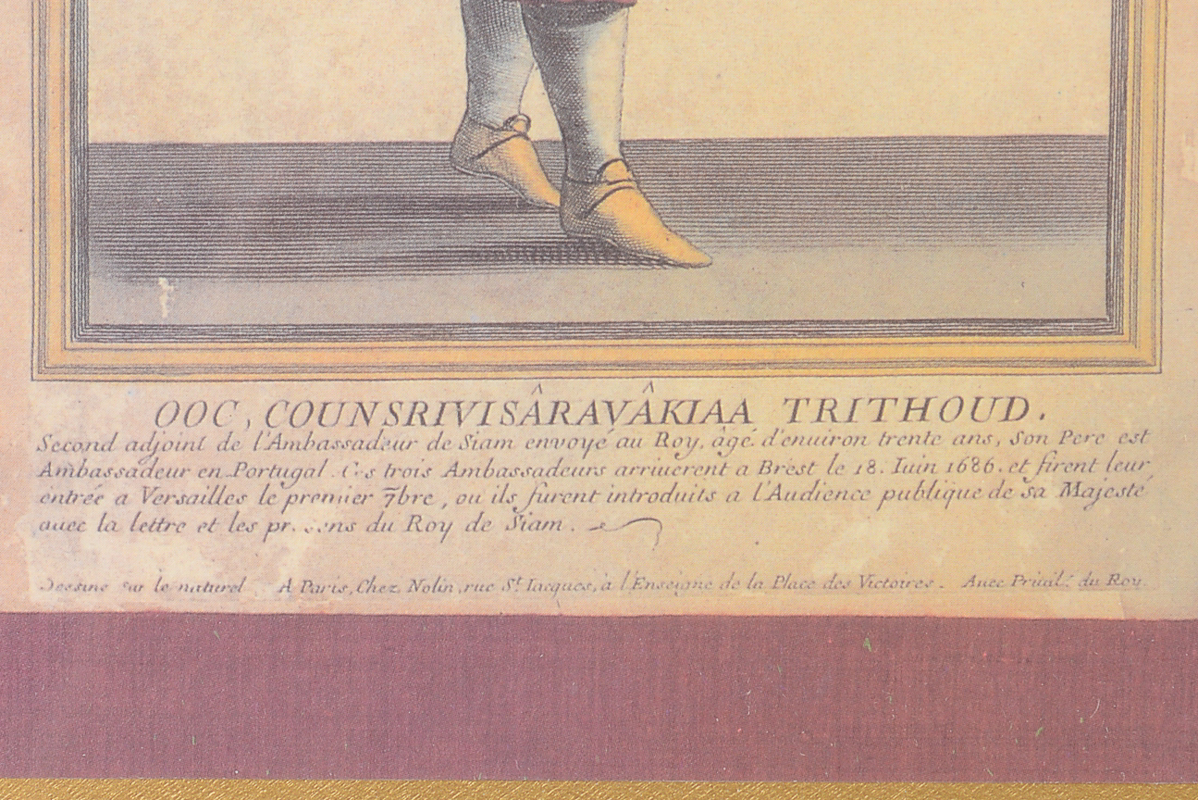 OOC, COUNSRIVISÂRAVÂKIAA TRITHOUD.
Second adjoint de l'Ambassadeur de Siam envoyé au Roy, âgé d'enuiron trente ans, Son Pere est
Ambassadeur en Portugal. Ces trois Ambassadeurs arriuerent a Brest le 18. Iuin 1686. et firent leur
entrée a Versailles le premier 7bre, ou ils furent introduits a l'Audience publique de sa Majesté
auec la lettre et les du Roy de Siam.
Dessine sur le naturel A Paris, Chez Nolin, rue St. Iacques, à l'Enseigne de la Place des Victoires. Auec Priuil. du Roy.